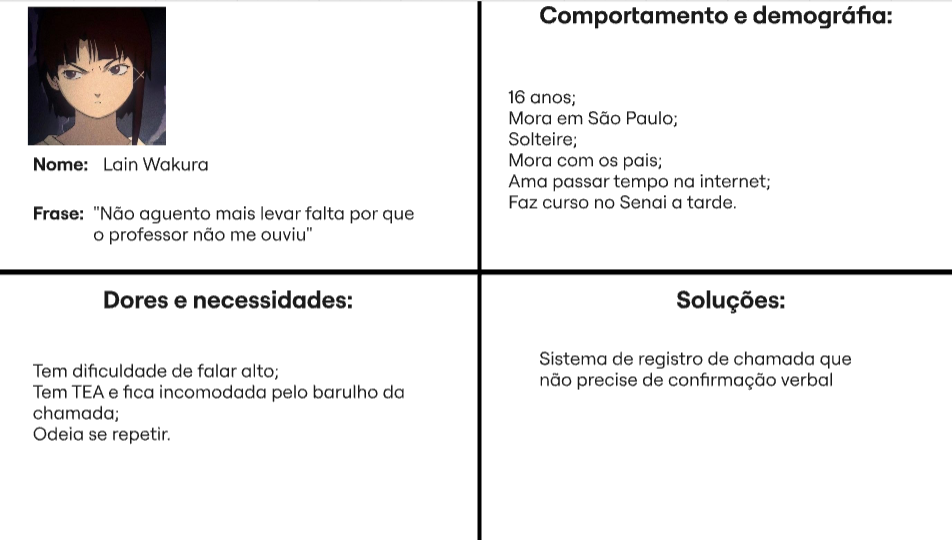 Nome: Lain Wakura
Frase: "Não aguento mais levar falta por que
o professor não me ouviu"
Comportamento e demográfia:
16 anos;
Mora em São Paulo;
Solteire;
Mora com os pais;
Ama passar tempo na internet;
Faz curso no Senai a tarde.
Dores e necessidades:
Tem dificuldade de falar alto;
Tem TEA e fica incomodada pelo barulho da
chamada;
Odeia se repetir.
Soluções:
Sistema de registro de chamada que
não precise de confirmação verbal